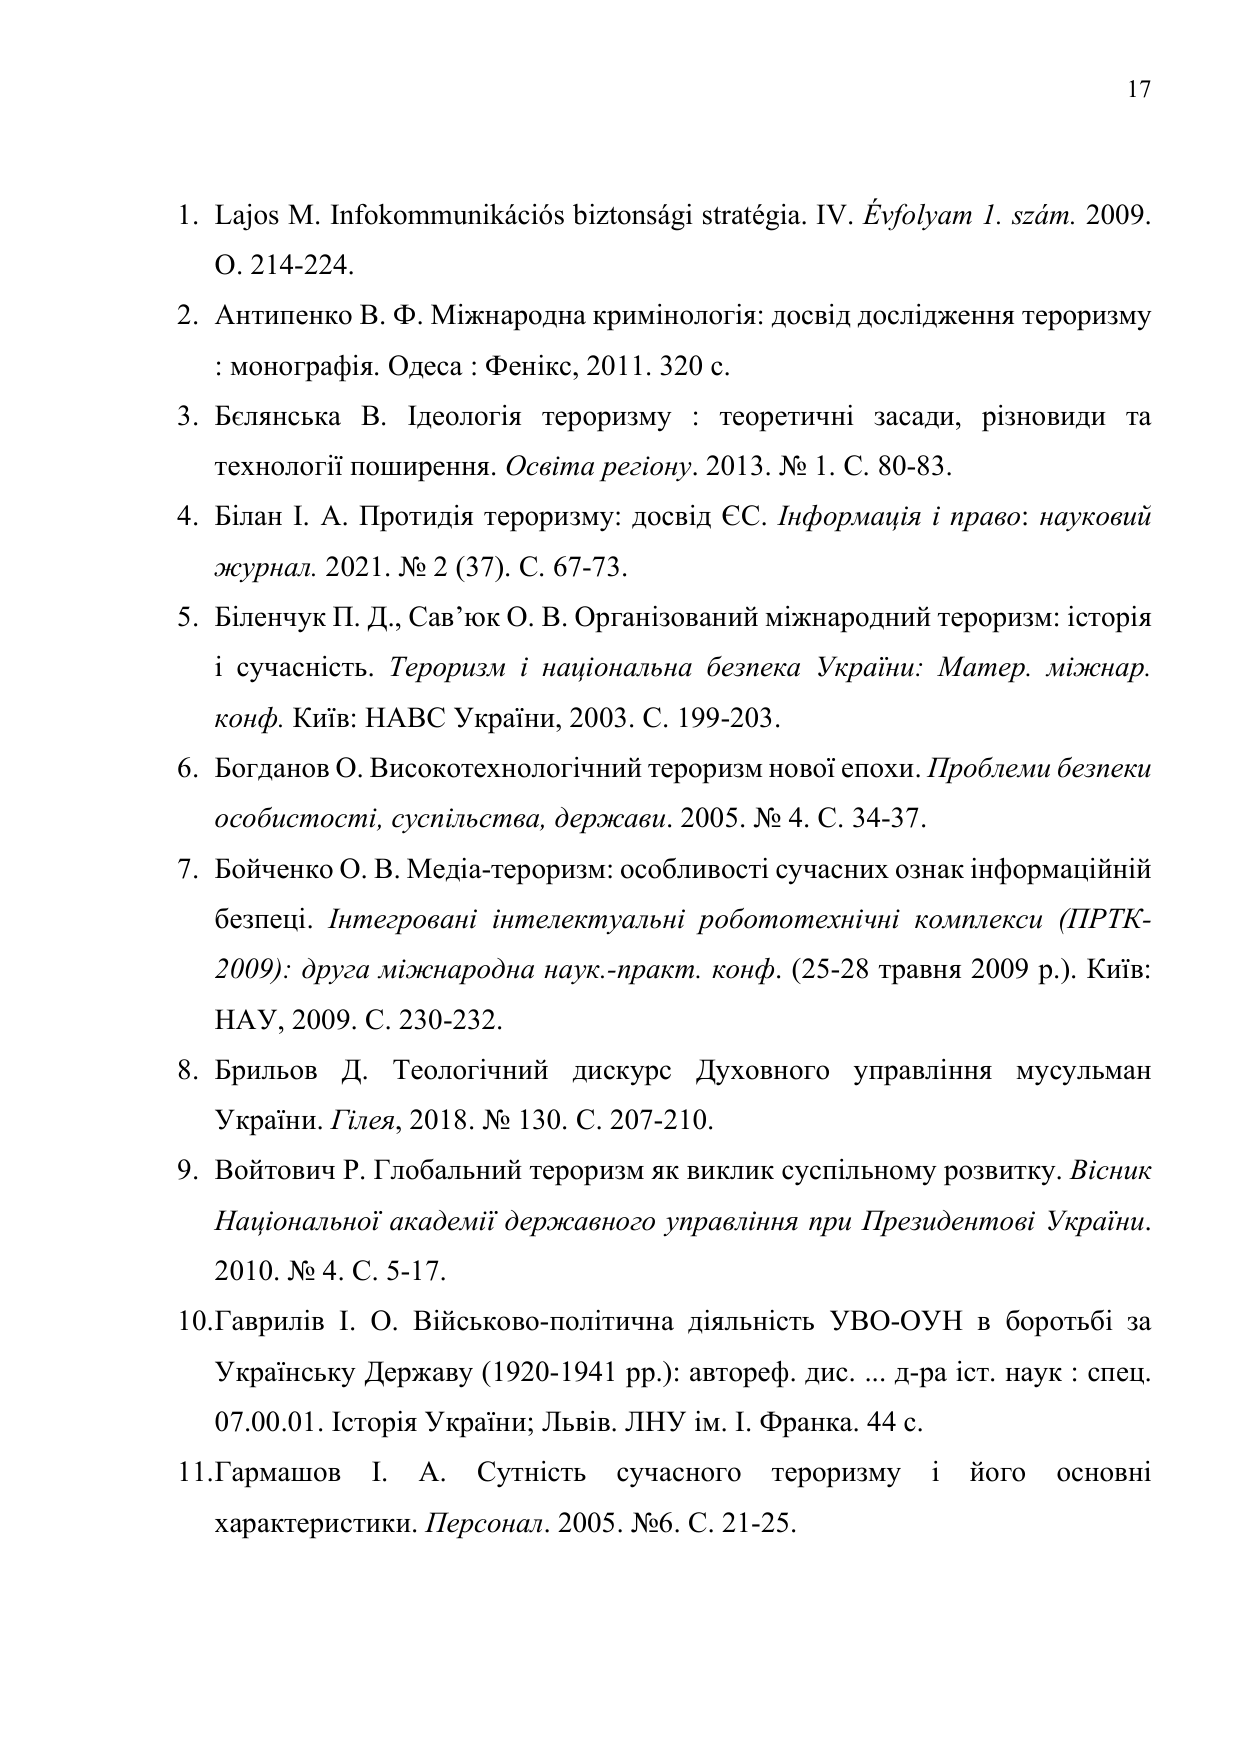 17
1. Lajos M. Infokommunikációs biztonsági stratégia. IV. Évfolyam 1. szám. 2009.
O. 214-224.
2. Антипенко В. Ф. Міжнародна кримінологія: досвід дослідження тероризму
: монографія. Одеса : Фенікс, 2011. 320 с.
3. Бєлянська В. Ідеологія тероризму : теоретичні засади, різновиди та
технології поширення. Освіта регіону. 2013. № 1. С. 80-83.
4. Білан І. А. Протидія тероризму: досвід ЄС. Інформація і право: науковий
журнал. 2021. № 2 (37). С. 67-73.
5. Біленчук П. Д., Сав’юк О. В. Організований міжнародний тероризм: історія
і сучасність. Тероризм і національна безпека України: Матер. міжнар.
конф. Київ: НАВС України, 2003. С. 199-203.
6. Богданов О. Високотехнологічний тероризм нової епохи. Проблеми безпеки
особистості, суспільства, держави. 2005. № 4. С. 34-37.
7. Бойченко О. В. Медіа-тероризм: особливості сучасних ознак інформаційній
безпеці. Інтегровані інтелектуальні робототехнічні комплекси (ПРТК-
2009): друга міжнародна наук.-практ. конф. (25-28 травня 2009 р.). Київ:
НАУ, 2009. С. 230-232.
8. Брильов Д. Теологічний дискурс Духовного управління мусульман
України. Гілея, 2018. № 130. С. 207-210.
9. Войтович Р. Глобальний тероризм як виклик суспільному розвитку. Вісник
Національної академії державного управління при Президентові України.
2010. № 4. С. 5-17.
10.Гаврилів І. О. Військово-політична діяльність УВО-ОУН в боротьбі за
Українську Державу (1920-1941 рр.): автореф. дис. ... д-ра іст. наук : спец.
07.00.01. Історія України; Львів. ЛНУ ім. І. Франка. 44 с.
11.Гармашов І. А. Сутність сучасного тероризму і його основні
характеристики. Персонал. 2005. №6. С. 21-25.